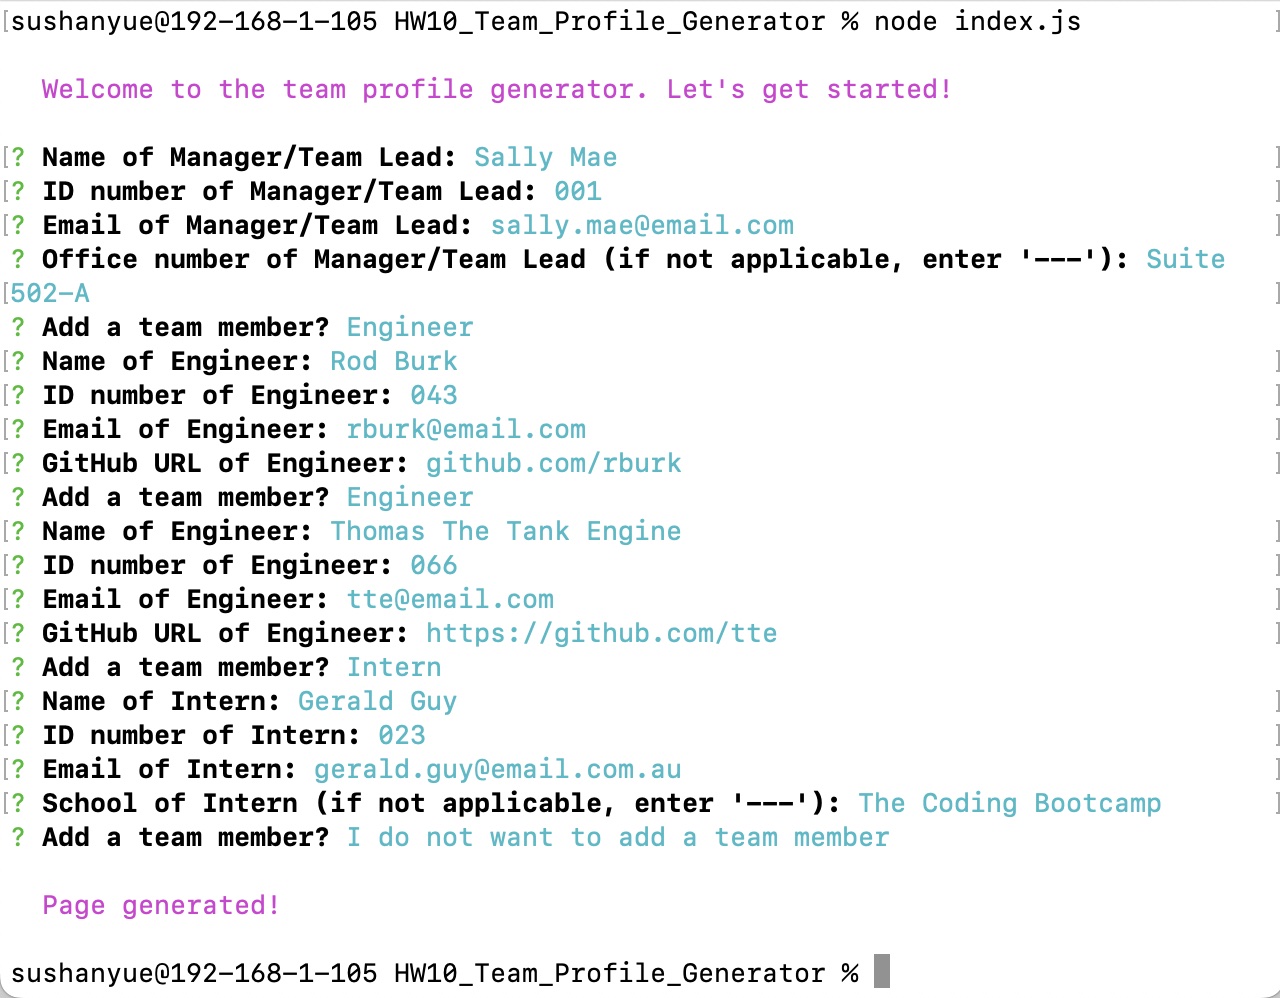 [sushanyue@192-168-1-105 HW10_Team_Profile_Generator % node index.js ]
Welcome to the team profile generator. Let's get started!
[? Name of Manager/Team Lead: Sally Mae ]
[? ID number of Manager/Team Lead: 001 ]
[? Email of Manager/Team Lead: sally.mae@email.com ]
? Office number of Manager/Team Lead (if not applicable, enter '---'): Suite
[502-A ]
? Add a team member? Engineer
[? Name of Engineer: Rod Burk ]
[? ID number of Engineer: 043 ]
[? Email of Engineer: rburk@email.com ]
[? GitHub URL of Engineer: github.com/rburk ]
? Add a team member? Engineer
[? Name of Engineer: Thomas The Tank Engine ]
[? ID number of Engineer: 066 ]
[? Email of Engineer: tte@email.com ]
[? GitHub URL of Engineer: https://github.com/tte ]
? Add a team member? Intern
[? Name of Intern: Gerald Guy ]
[? ID number of Intern: 023 ]
[? Email of Intern: gerald.guy@email.com.au ]
[? School of Intern (if not applicable, enter '---'): The Coding Bootcamp ]
? Add a team member? I do not want to add a team member
Page generated!
sushanyue@192-168-1-105 HW10_Team_Profile_Generator %